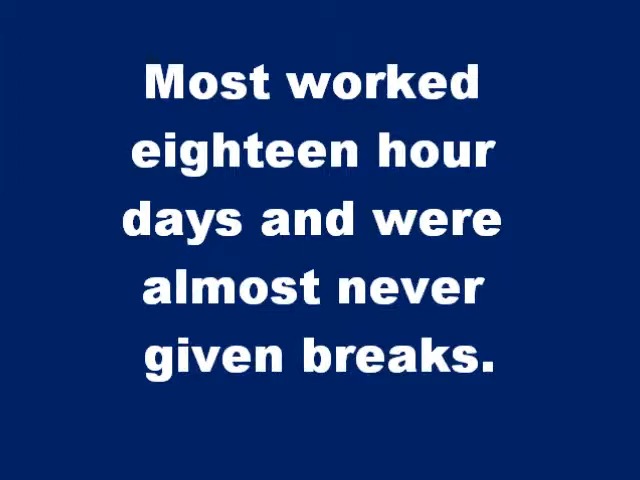 Most worked
eighteen hour
days and were
almost never
given breaks.